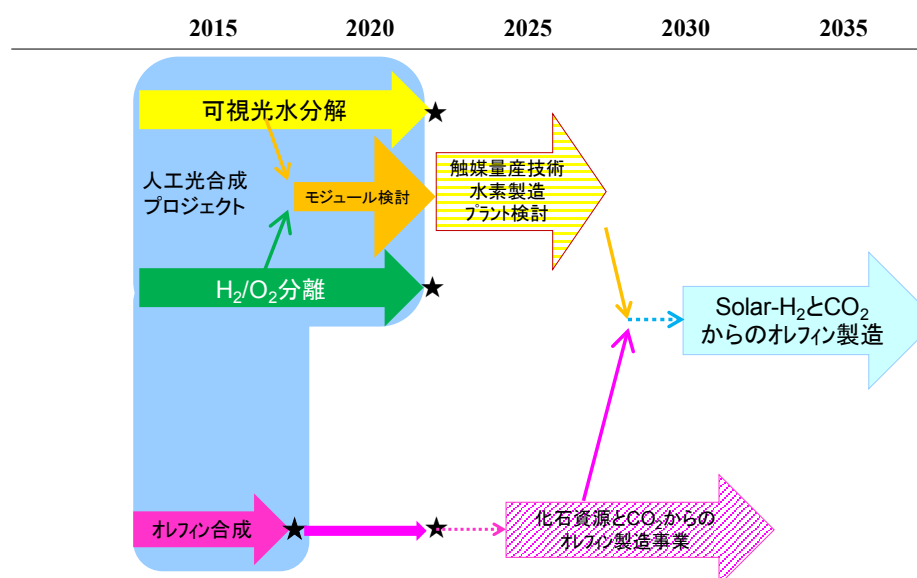 2015 2020 2025 2030 2035
可視光水分解
人工光合成
プロジェクト
モジュール検討
触媒量産技術
水素製造
プラント検討
H₂/O₂分離
Solar-H₂とCO₂
からのオレフィン製造
オレフィン合成
化石資源とCO₂からの
オレフィン製造事業